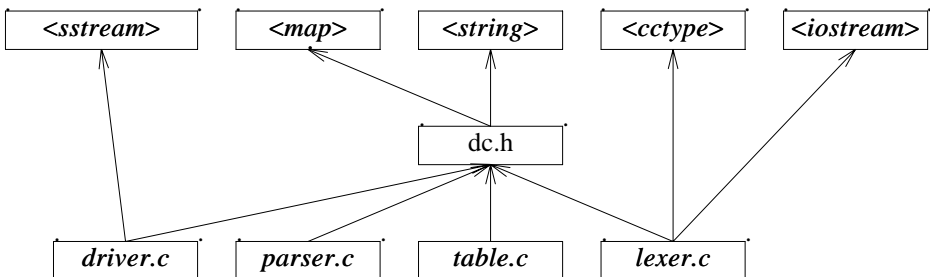 <sstream>
<map>
<string>
<cctype>
<iostream>
dc.h
driver.c
parser.c
table.c
lexer.c